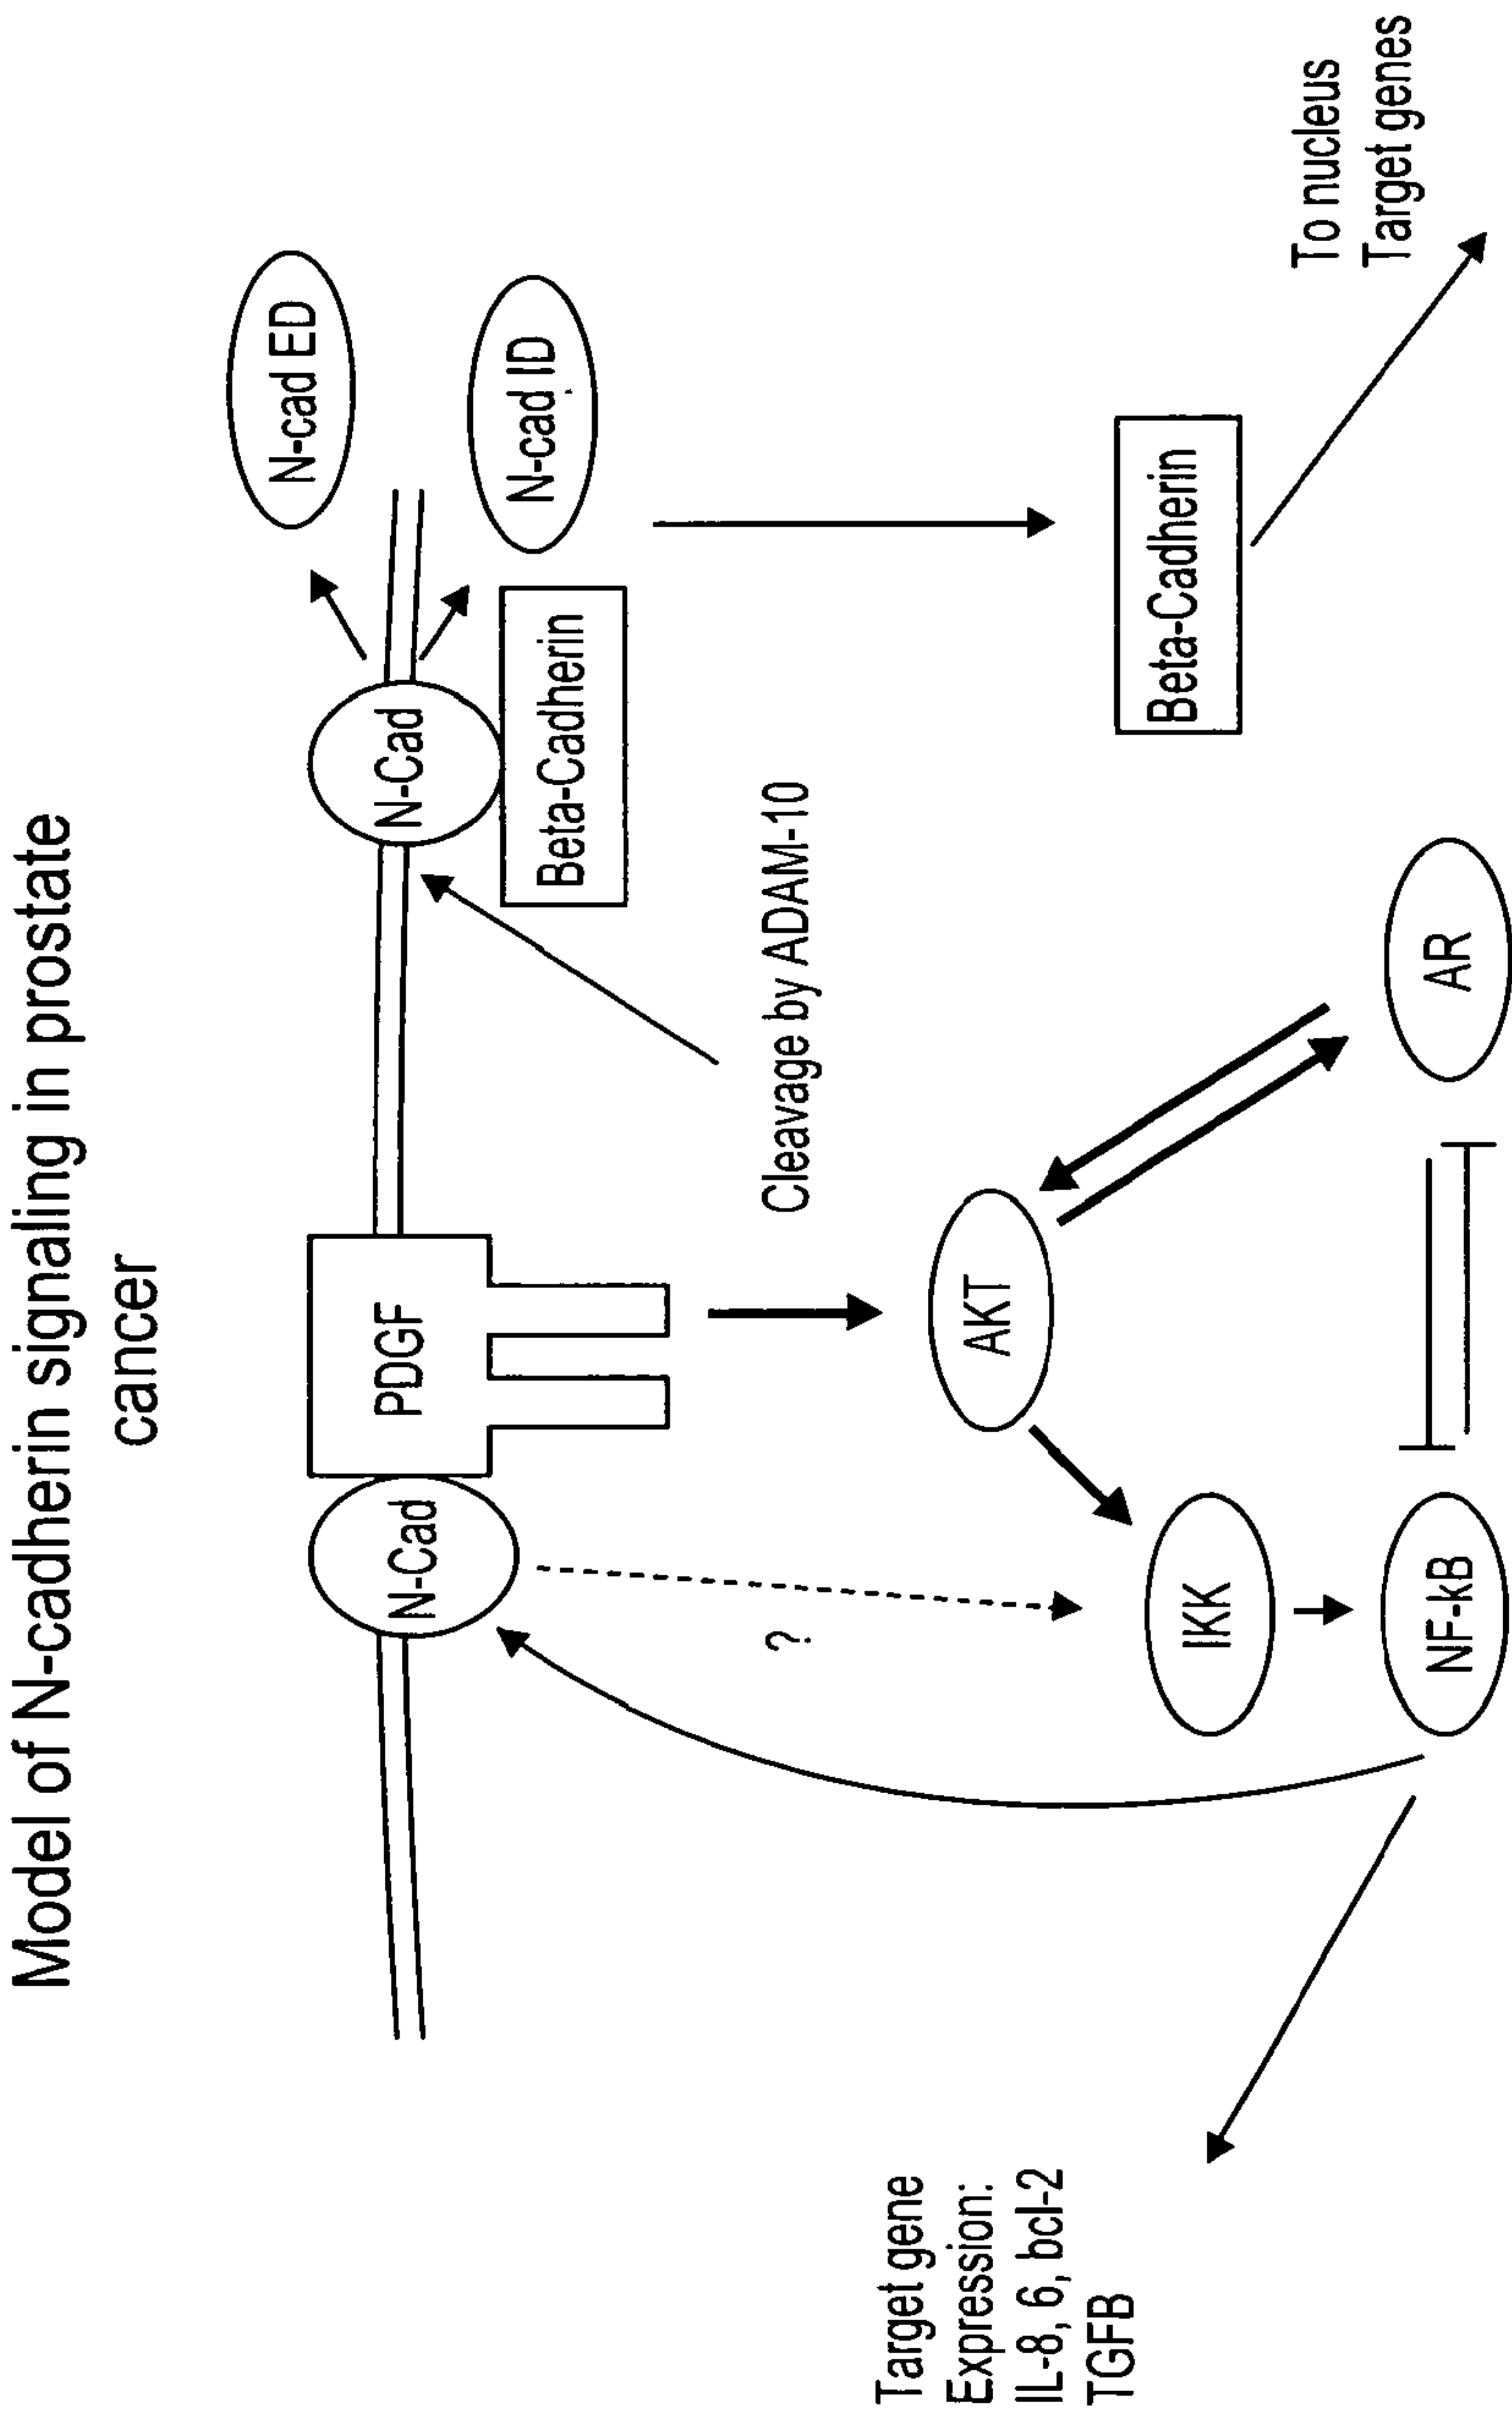 Model of N-cadherin signaling in prostate
cancer
N-cad ED
N-Cad
PDGF
N-Cad
N-cad ID
Beta-Cadherin
?
Cleavage by ADAM-10
Target gene
Expression:
IL-8, 6, bcl-2
TGFB
AKT
Beta-Cadherin
IKK
To nucleus
Target genes
NF-kB
AR